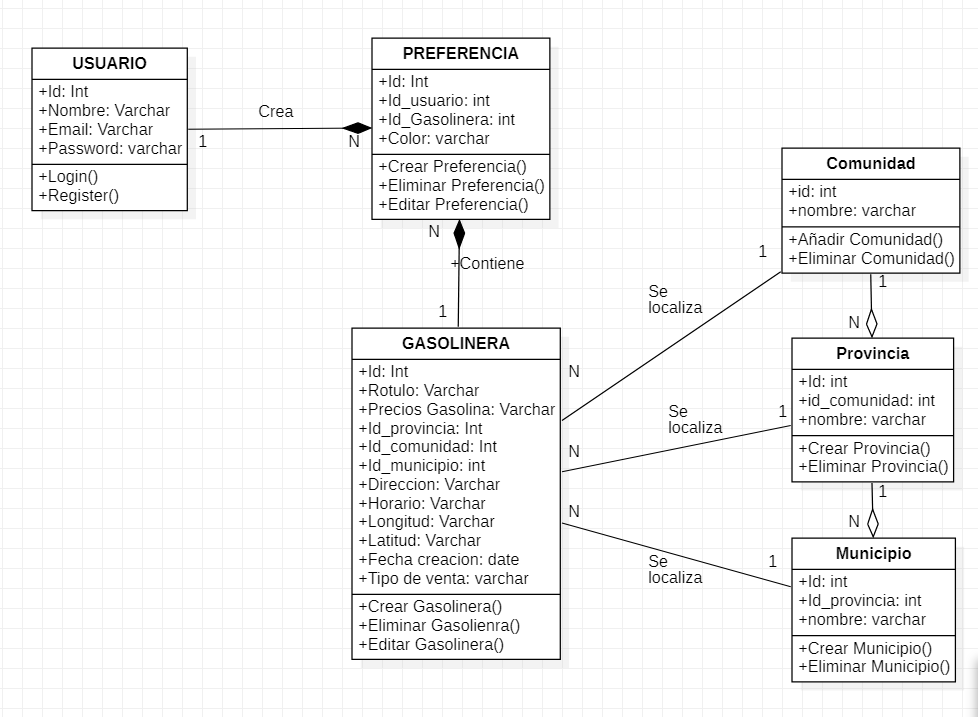 USUARIO
+Id: Int
+Nombre: Varchar
+Email: Varchar
+Password: varchar
+Login()
+Register()
Crea
1
N
PREFERENCIA
+Id: Int
+Id_usuario: int
+Id_Gasolinera: int
+Color: varchar
+Crear Preferencia()
+Eliminar Preferencia()
+Editar Preferencia()
N
+Contiene
1
GASOLINERA
+Id: Int
+Rotulo: Varchar
+Precios Gasolina: Varchar
+Id_provincia: Int
+Id_comunidad: Int
+Id_municipio: int
+Direccion: Varchar
+Horario: Varchar
+Longitud: Varchar
+Latitud: Varchar
+Fecha creacion: date
+Tipo de venta: varchar
+Crear Gasolinera()
+Eliminar Gasolienra()
+Editar Gasolinera()
N
Se
localiza
1
N
Se
localiza
1
N
Se
localiza
1
Comunidad
+id: int
+nombre: varchar
+Añadir Comunidad()
+Eliminar Comunidad()
1
N
Provincia
+Id: int
+id_comunidad: int
+nombre: varchar
+Crear Provincia()
+Eliminar Provincia()
1
N
Municipio
+Id: int
+Id_provincia: int
+nombre: varchar
+Crear Municipio()
+Eliminar Municipio()